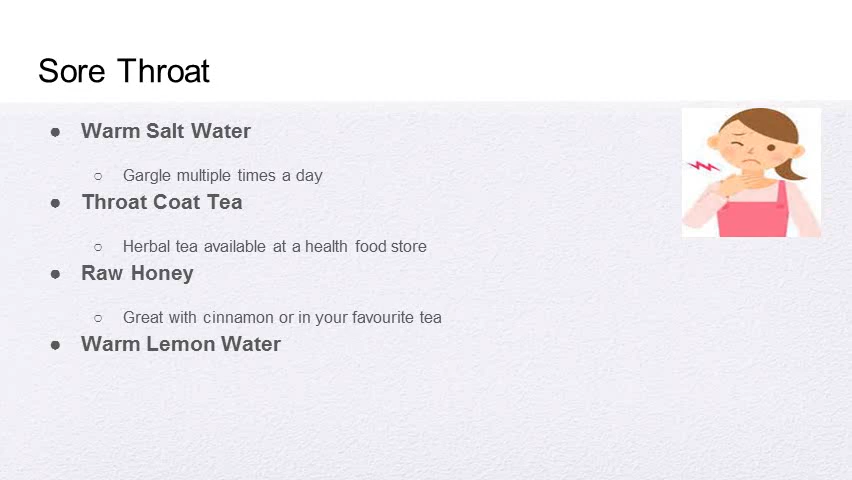 Sore Throat
● Warm Salt Water
○ Gargle multiple times a day
● Throat Coat Tea
○ Herbal tea available at a health food store
● Raw Honey
○ Great with cinnamon or in your favourite tea
● Warm Lemon Water